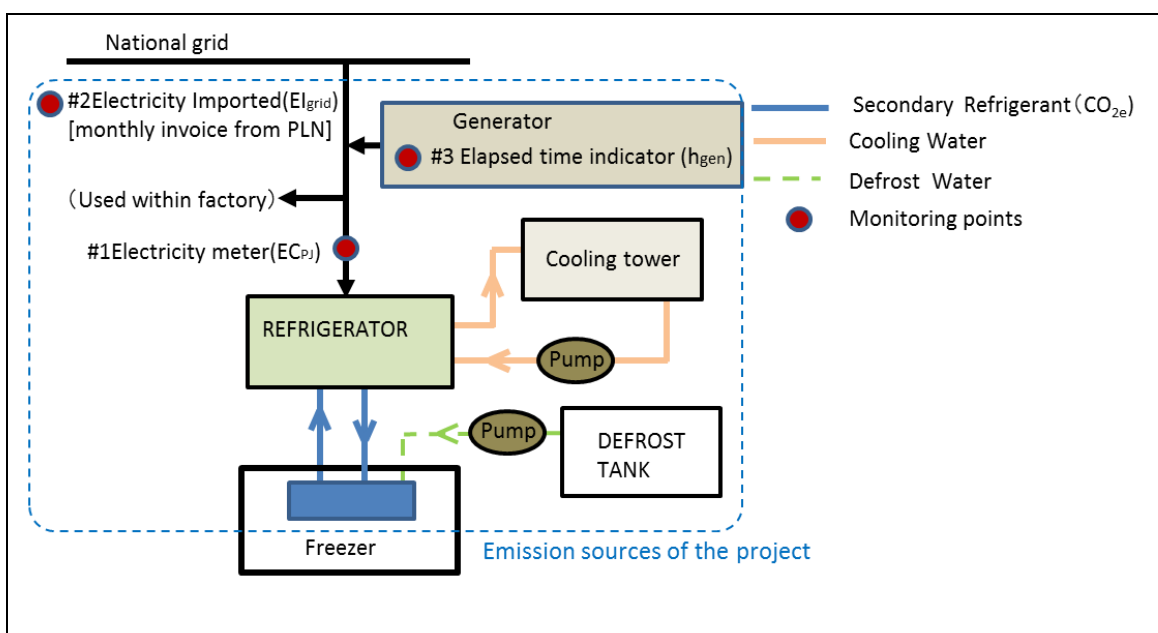 National grid
#2Electricity Imported(EIgrid)
[monthly invoice from PLN]
Generator
#3 Elapsed time indicator (hgen)
(Used within factory)
#1Electricity meter(ECPJ)
Cooling tower
REFRIGERATOR
Pump
Pump
DEFROST
TANK
Freezer
Emission sources of the project
Secondary Refrigerant(CO2e)
Cooling Water
Defrost Water
Monitoring points